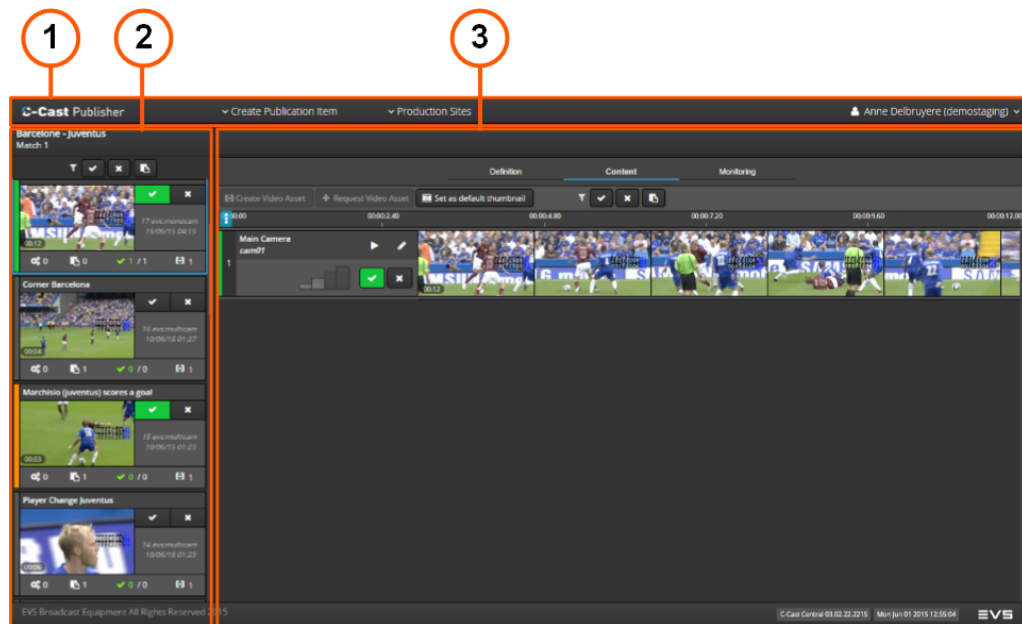 1
2
3
C-Cast Publisher
Create Publication Item
Production Sites
Anne Delbruyere (demostaging)
Barcelone - Juventus
Match 1
17 evs:monocam
15/06/15 04:15
00:12
0
0
1 / 1
1
Corner Barcelona
16 evs:multicam
10/06/15 01:27
00:04
0
1
0 / 0
1
Marchisio (juventus) scores a goal
15 evs:multicam
10/06/15 01:23
00:03
0
1
0 / 0
1
Player Change Juventus
14 evs:multicam
10/06/15 01:23
00:06
0
1
0 / 0
1
Definition
Content
Monitoring
Create Video Asset
Request Video Asset
Set as default thumbnail
00:00:2.40
00:00:4.80
00:00:7.20
00:00:9.60
00:00:12.00
1
Main Camera
cam01
00:12
EVS Broadcast Equipment All Rights Reserved 2015
C-Cast Central 03.02.22.2215
Mon Jun 01 2015 12:55:04
EVS